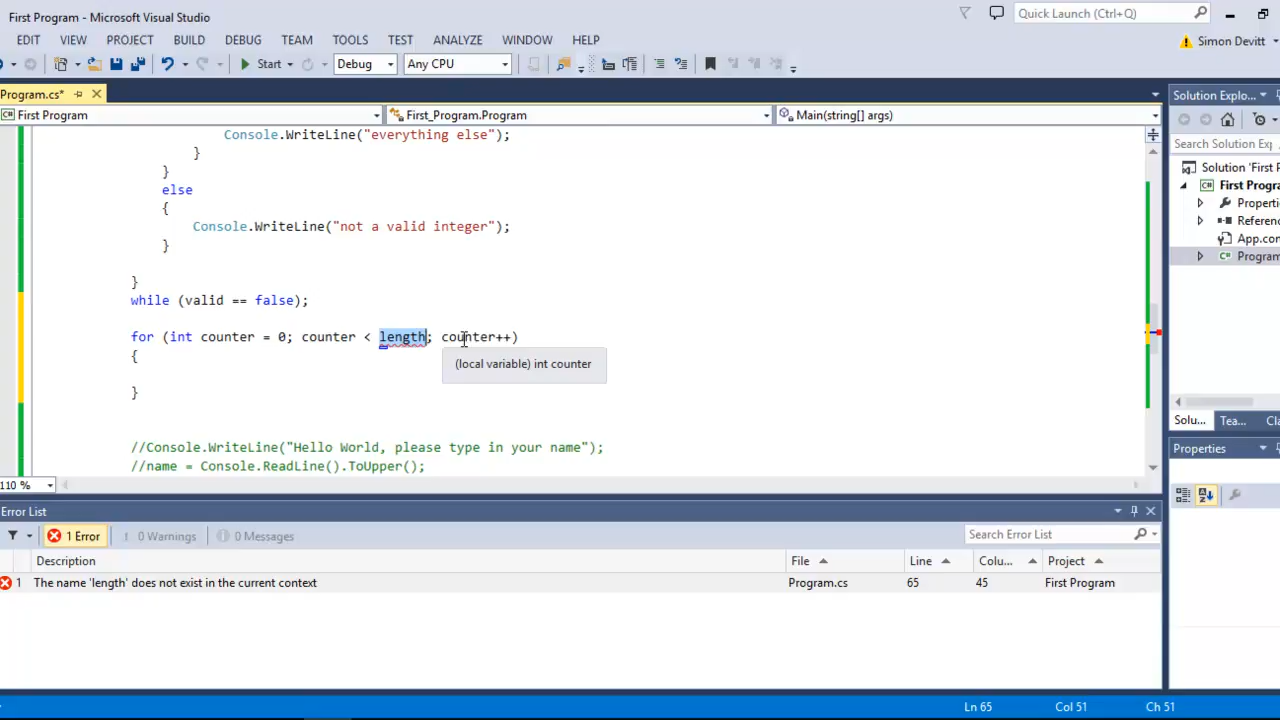 First Program - Microsoft Visual Studio
Quick Launch (Ctrl+Q)
EDIT VIEW PROJECT BUILD DEBUG TEAM TOOLS TEST ANALYZE WINDOW HELP
Simon Devitt
Start Debug Any CPU
Program.cs*
Solution Explo...
First Program First_Program.Program Main(string[] args)
Search Solution Exp
Console.WriteLine("everything else");
}
}
else
{
Console.WriteLine("not a valid integer");
}
}
while (valid == false);
for (int counter = 0; counter < length; counter++)
{
(local variable) int counter
}
//Console.WriteLine("Hello World, please type in your name");
//name = Console.ReadLine().ToUpper();
110 %
Solution 'First P
First Progra
Properti
Referenc
App.con
Program
Solu... Tea... Cla
Properties
Error List
1 Error 0 Warnings 0 Messages
Search Error List
Description File Line Colu... Project
1 The name 'length' does not exist in the current context Program.cs 65 45 First Program
Ln 65 Col 51 Ch 51